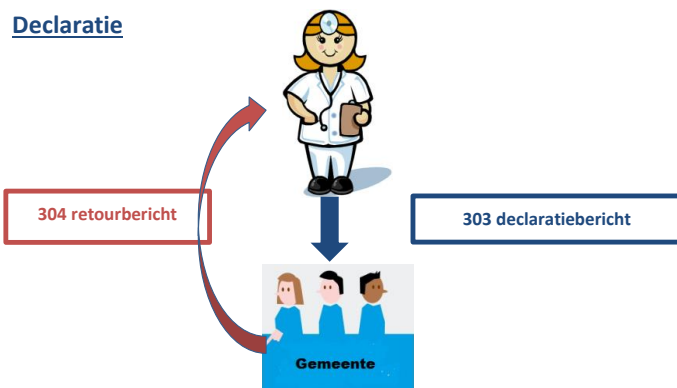 Declaratie
304 retourbericht
303 declaratiebericht
Gemeente